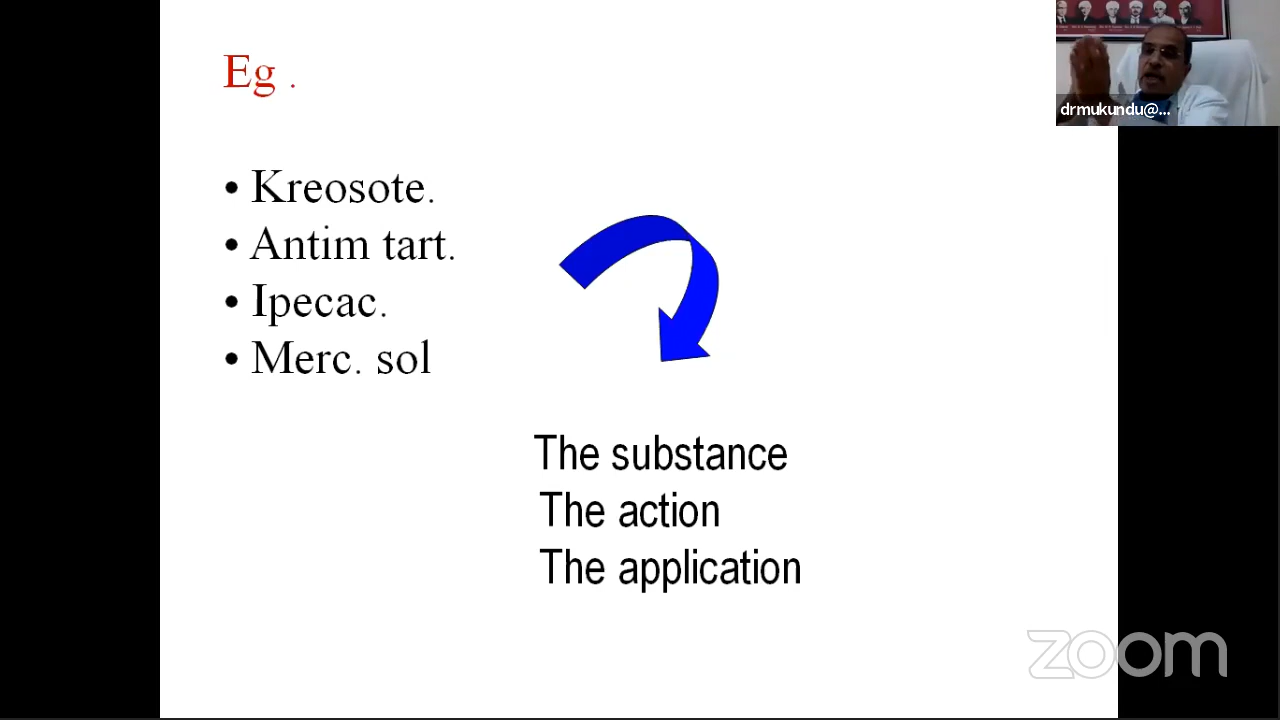 Eg .
• Kreosote.
• Antim tart.
• Ipecac.
• Merc. sol
The substance
The action
The application
drmukundu@...
zoom